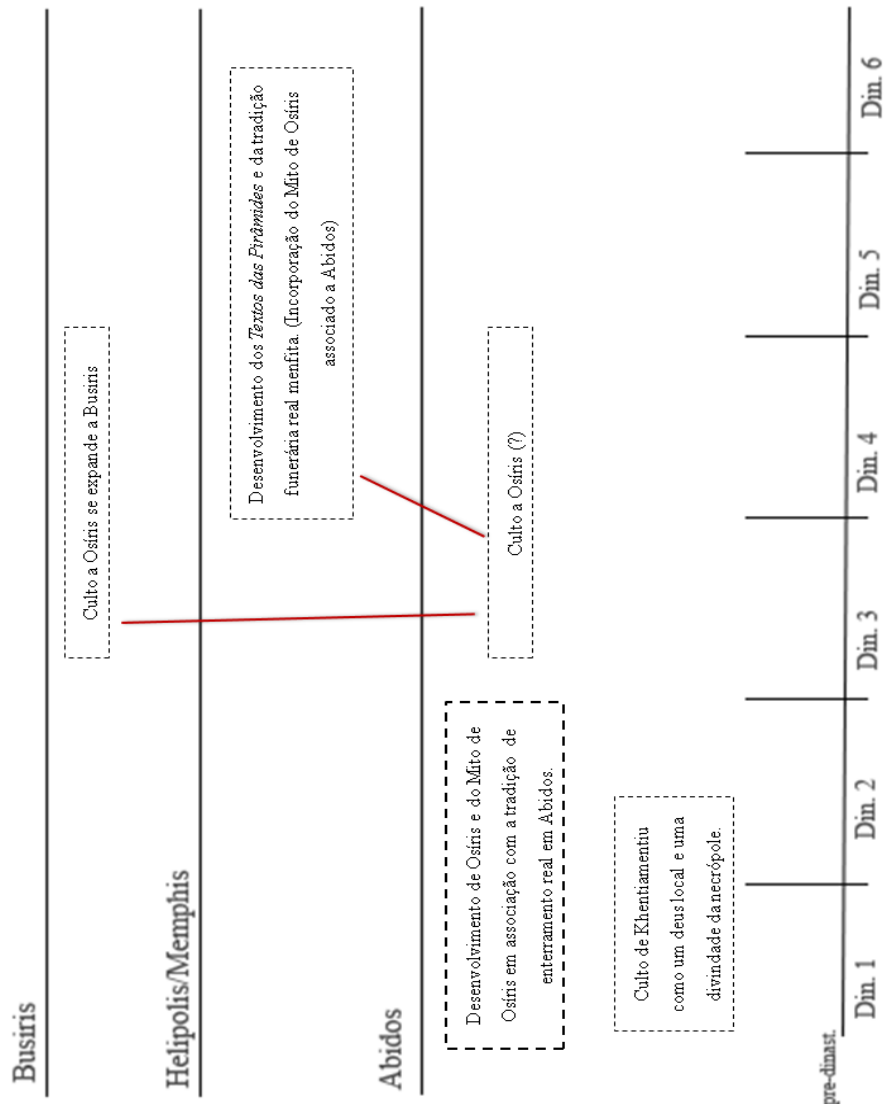 Busiris
Culto a Osíris se expande a Busiris
Helipolis/Memphis
Desenvolvimento dos Textos das Pirâmides e da tradição
funerária real menfita. (Incorporação do Mito de Osíris
associado a Abidos)
Abidos
Desenvolvimento de Osíris e do Mito de
Osíris em associação com a tradição de
enterramento real em Abidos.
Culto a Osíris (?)
Culto de Khentiamentiu
como um deus local e uma
divindade da necrópole.
pre-dinast.
Din. 1
Din. 2
Din. 3
Din. 4
Din. 5
Din. 6